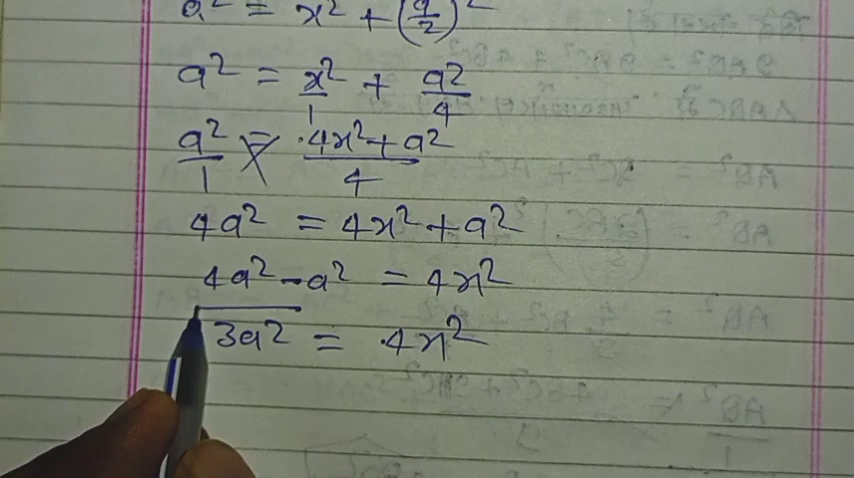 a² = x² + (a/2)²
a² = x²/1 + a²/4
a²/1 = 4x² + a²/4
4a² = 4x² + a²
4a² - a² = 4x²
3a² = 4x²